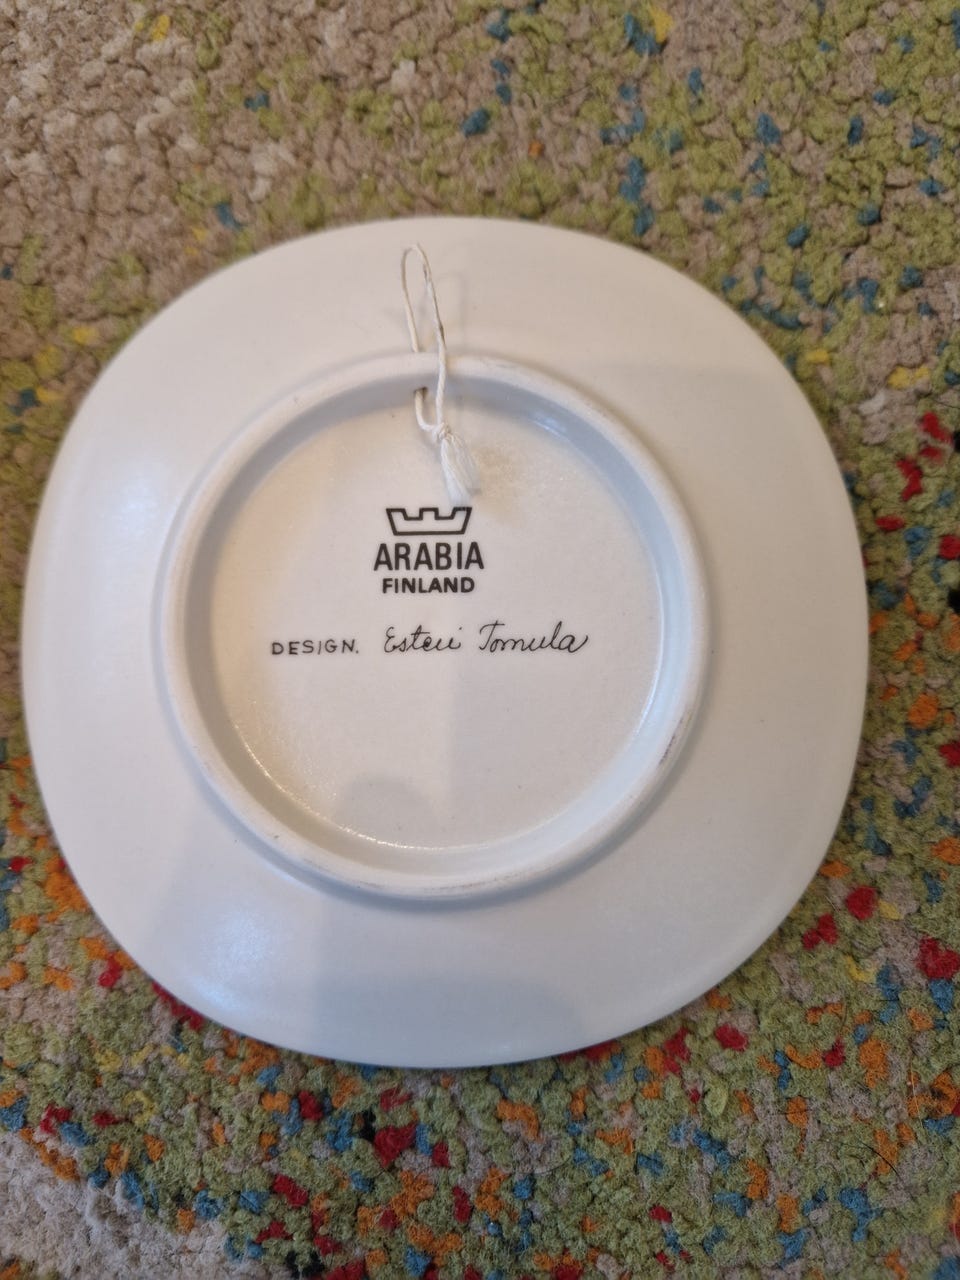 ARABIA
FINLAND
DESIGN. Esteri Tomula